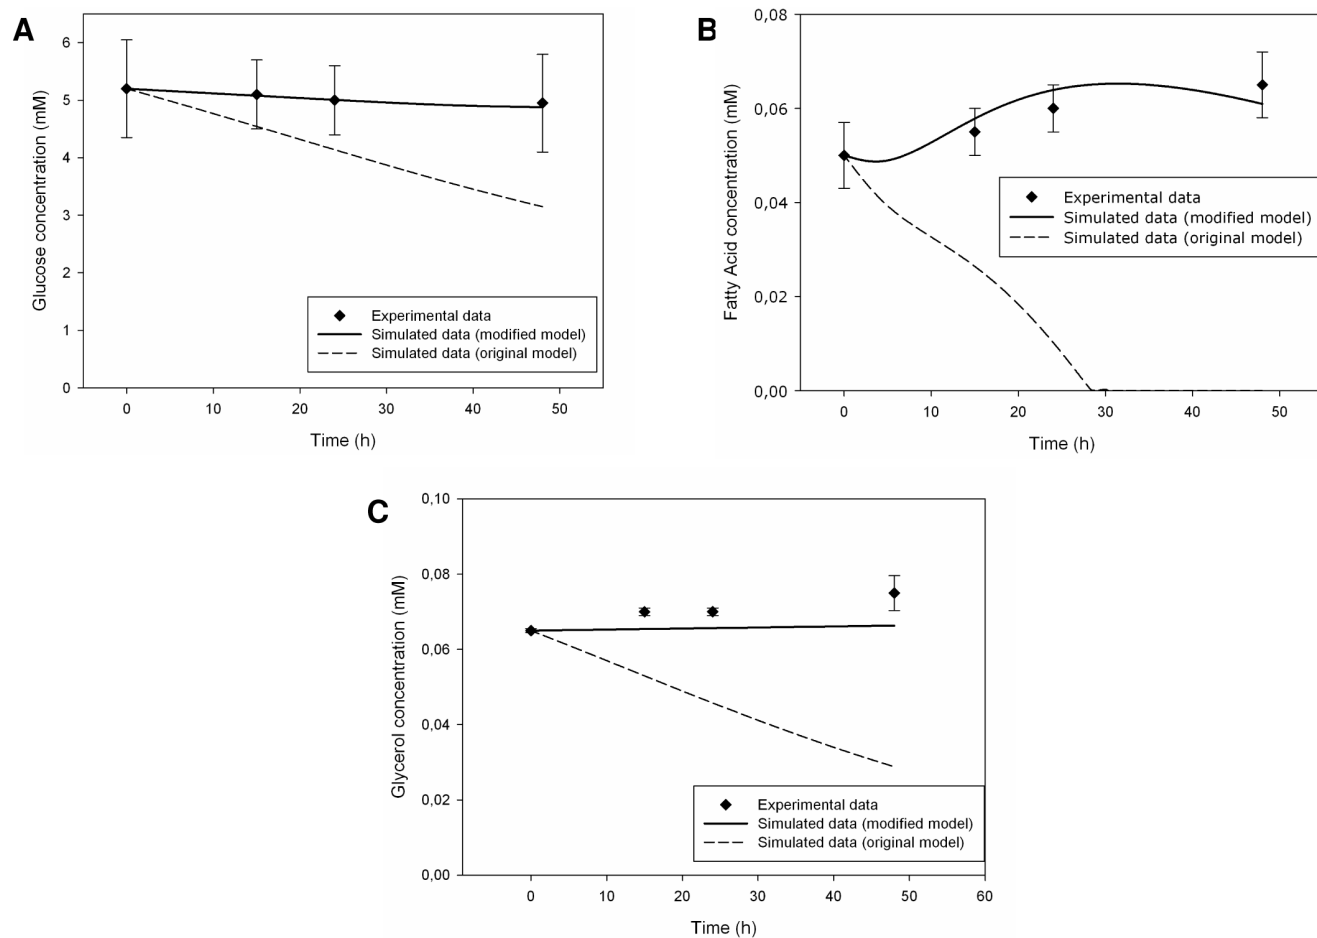 A
Glucose concentration (mM)
6
5
4
3
2
1
0
Experimental data
Simulated data (modified model)
Simulated data (original model)
0 10 20 30 40 50
Time (h)
B
Fatty Acid concentration (mM)
0,08
0,06
0,04
0,02
0,00
Experimental data
Simulated data (modified model)
Simulated data (original model)
0 10 20 30 40 50
Time (h)
C
Glycerol concentration (mM)
0,10
0,08
0,06
0,04
0,02
0,00
Experimental data
Simulated data (modified model)
Simulated data (original model)
0 10 20 30 40 50 60
Time (h)